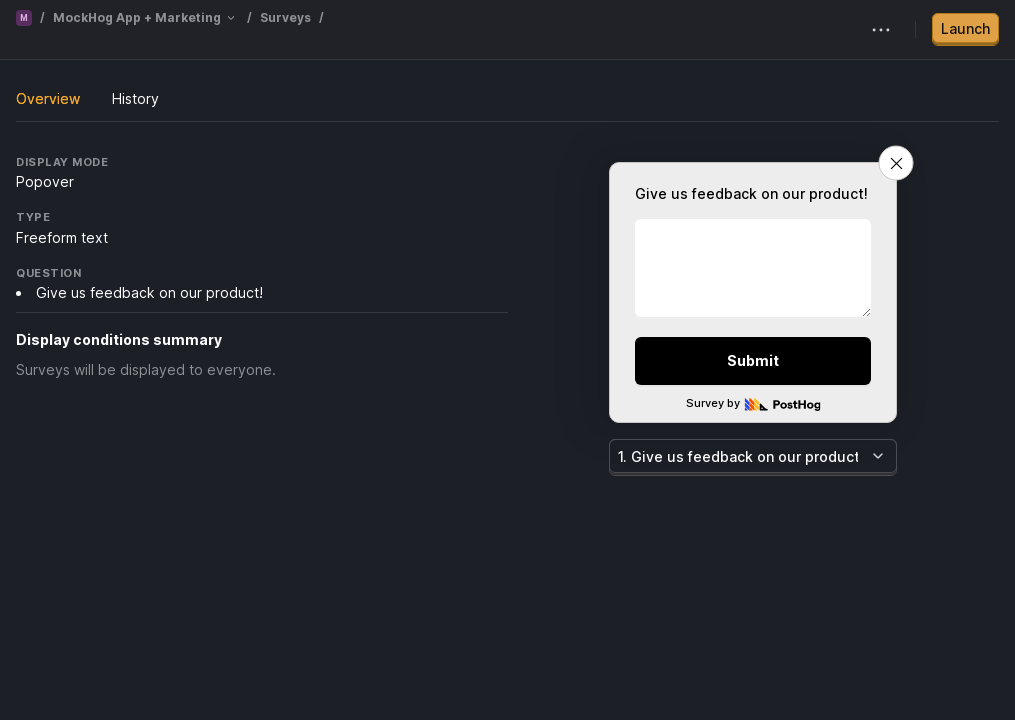 M / MockHog App + Marketing / Surveys /
Launch
Overview History
DISPLAY MODE
Popover
TYPE
Freeform text
QUESTION
Give us feedback on our product!
Display conditions summary
Surveys will be displayed to everyone.
Give us feedback on our product!
Submit
Survey by PostHog
1. Give us feedback on our product